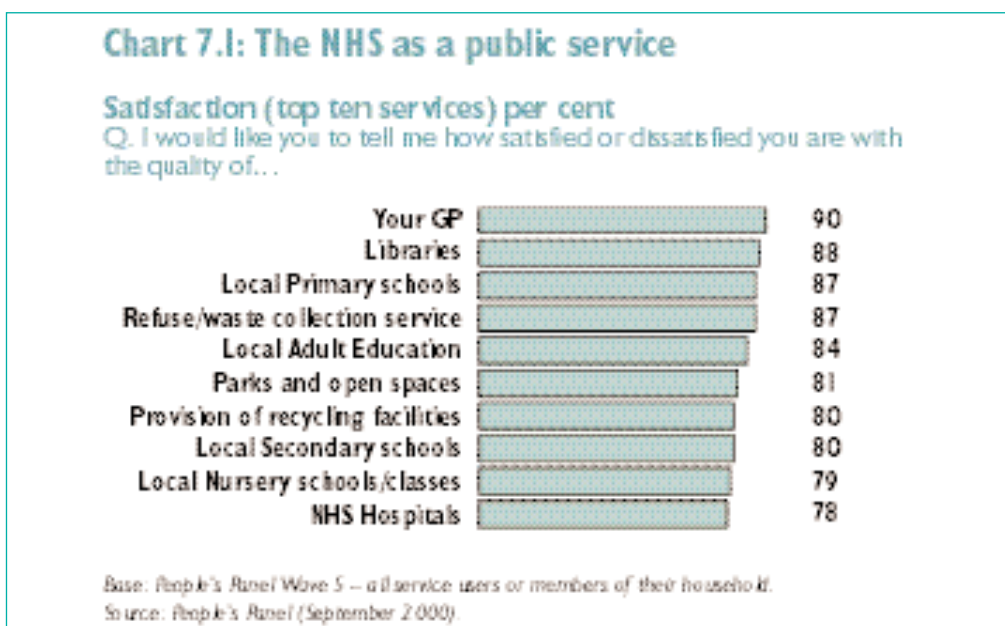 Chart 7.1: The NHS as a public service
Satisfaction (top ten services) per cent
Q. I would like you to tell me how satisfied or dissatisfied you are with
the quality of...
Your GP 90
Libraries 88
Local Primary schools 87
Refuse/waste collection service 87
Local Adult Education 84
Parks and open spaces 81
Provision of recycling facilities 80
Local Secondary schools 80
Local Nursery schools/classes 79
NHS Hospitals 78
Base: People's Panel Wave 5 – all service users or members of their household.
Source: People's Panel (September 2000).